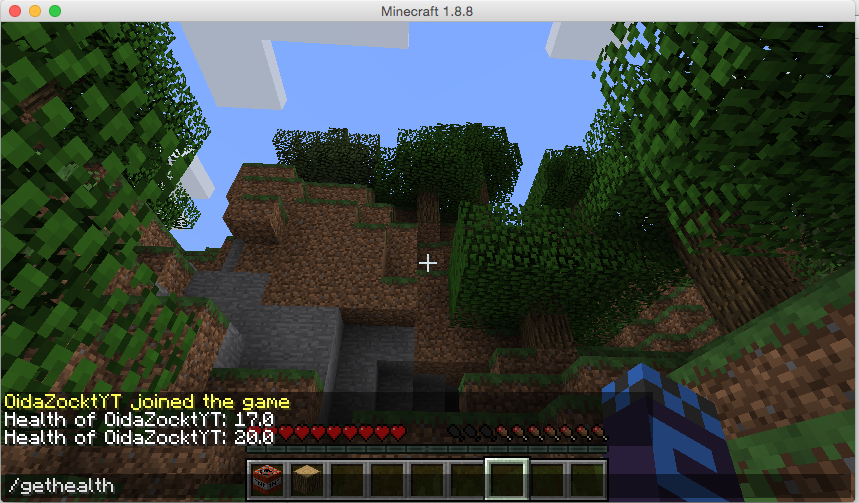 Minecraft 1.8.8
OidaZocktYT joined the game
Health of OidaZocktYT: 17.0
Health of OidaZocktYT: 20.0
/gethealth